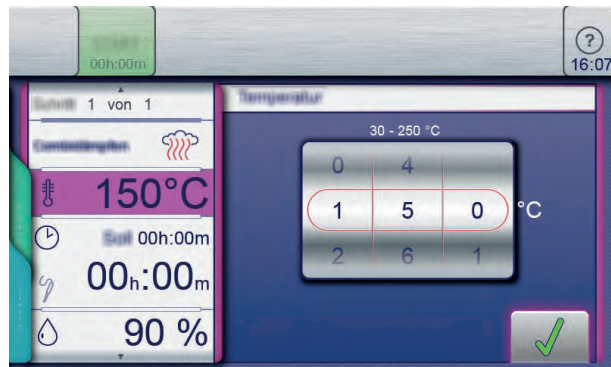 00h:00m
?
16:07
1 von 1
Temperatur
30 - 250 °C
150°C
0 4
1 5 0 °C
2 6 1
00h:00m
00h:00m
90 %